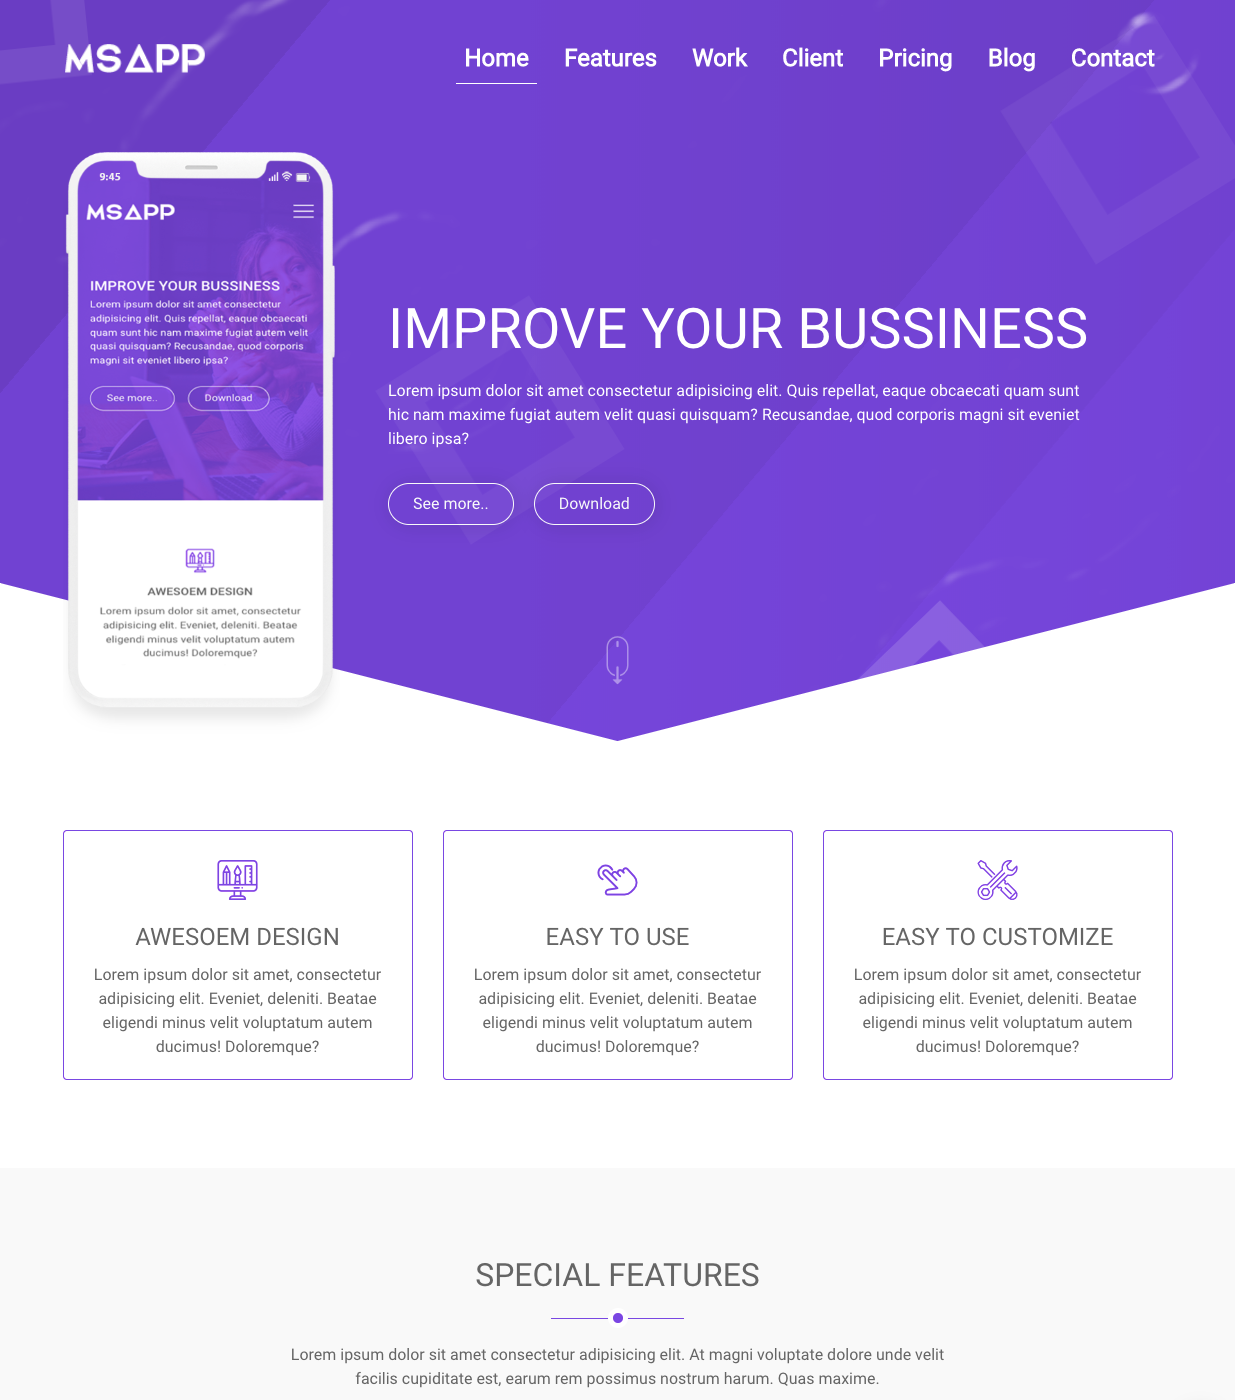 MSAPP
Home Features Work Client Pricing Blog Contact
9:45
MSAPP
IMPROVE YOUR BUSSINESS
Lorem ipsum dolor sit amet consectetur
adipisicing elit. Quis repellat, eaque obcaecati
quam sunt hic nam maxime fugiat autem velit
quasi quisquam? Recusandae, quod corporis
magni sit eveniet libero ipsa?
See more.. Download
AWESOEM DESIGN
Lorem ipsum dolor sit amet, consectetur
adipisicing elit. Eveniet, deleniti. Beatae
eligendi minus velit voluptatum autem
ducimus! Doloremque?
IMPROVE YOUR BUSSINESS
Lorem ipsum dolor sit amet consectetur adipisicing elit. Quis repellat, eaque obcaecati quam sunt
hic nam maxime fugiat autem velit quasi quisquam? Recusandae, quod corporis magni sit eveniet
libero ipsa?
See more.. Download
AWESOEM DESIGN
Lorem ipsum dolor sit amet, consectetur
adipisicing elit. Eveniet, deleniti. Beatae
eligendi minus velit voluptatum autem
ducimus! Doloremque?
EASY TO USE
Lorem ipsum dolor sit amet, consectetur
adipisicing elit. Eveniet, deleniti. Beatae
eligendi minus velit voluptatum autem
ducimus! Doloremque?
EASY TO CUSTOMIZE
Lorem ipsum dolor sit amet, consectetur
adipisicing elit. Eveniet, deleniti. Beatae
eligendi minus velit voluptatum autem
ducimus! Doloremque?
SPECIAL FEATURES
Lorem ipsum dolor sit amet consectetur adipisicing elit. At magni voluptate dolore unde velit
facilis cupiditate est, earum rem possimus nostrum harum. Quas maxime.